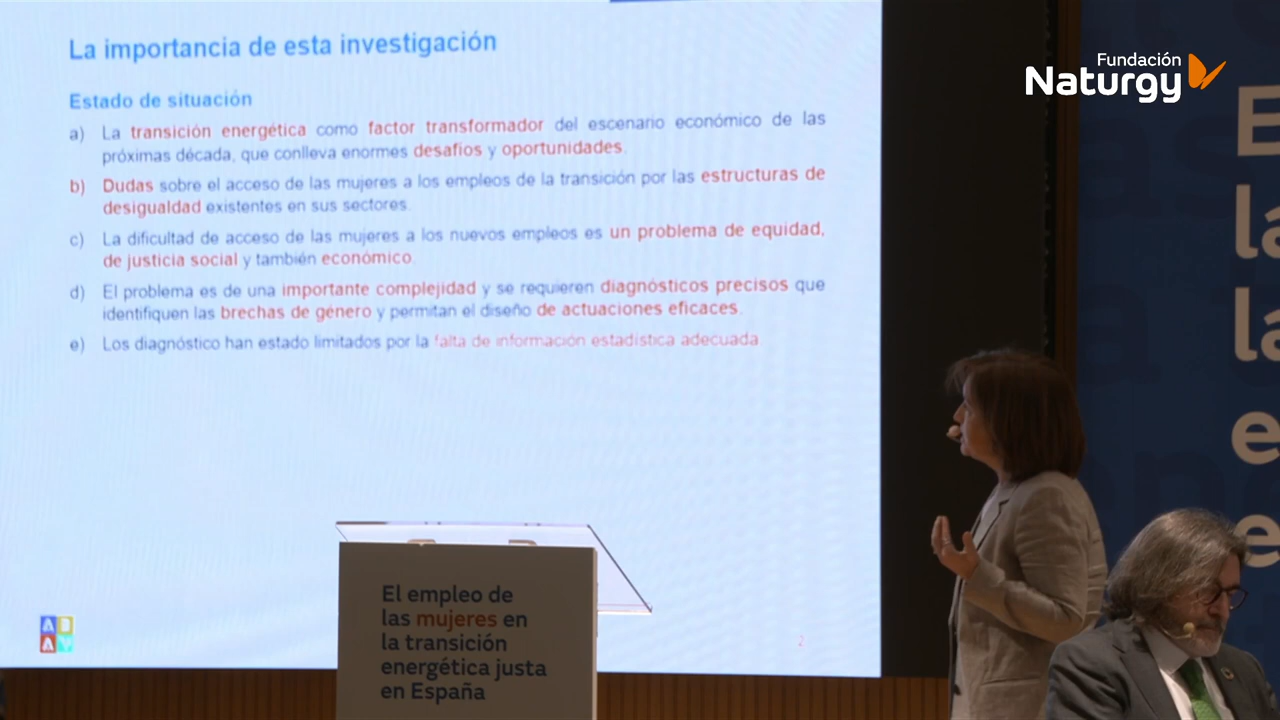 La importancia de esta investigación
Estado de situación
a) La transición energética como factor transformador del escenario económico de las
próximas década, que conlleva enormes desafíos y oportunidades.
b) Dudas sobre el acceso de las mujeres a los empleos de la transición por las estructuras de
desigualdad existentes en sus sectores.
c) La dificultad de acceso de las mujeres a los nuevos empleos es un problema de equidad,
de justicia social y también económico.
d) El problema es de una importante complejidad y se requieren diagnósticos precisos que
identifiquen las brechas de género y permitan el diseño de actuaciones eficaces.
e) Los diagnóstico han estado limitados por la falta de información estadística adecuada
2
Fundación
Naturgy
El empleo de
las mujeres en
la transición
energética justa
en España
E
la
la
e
e